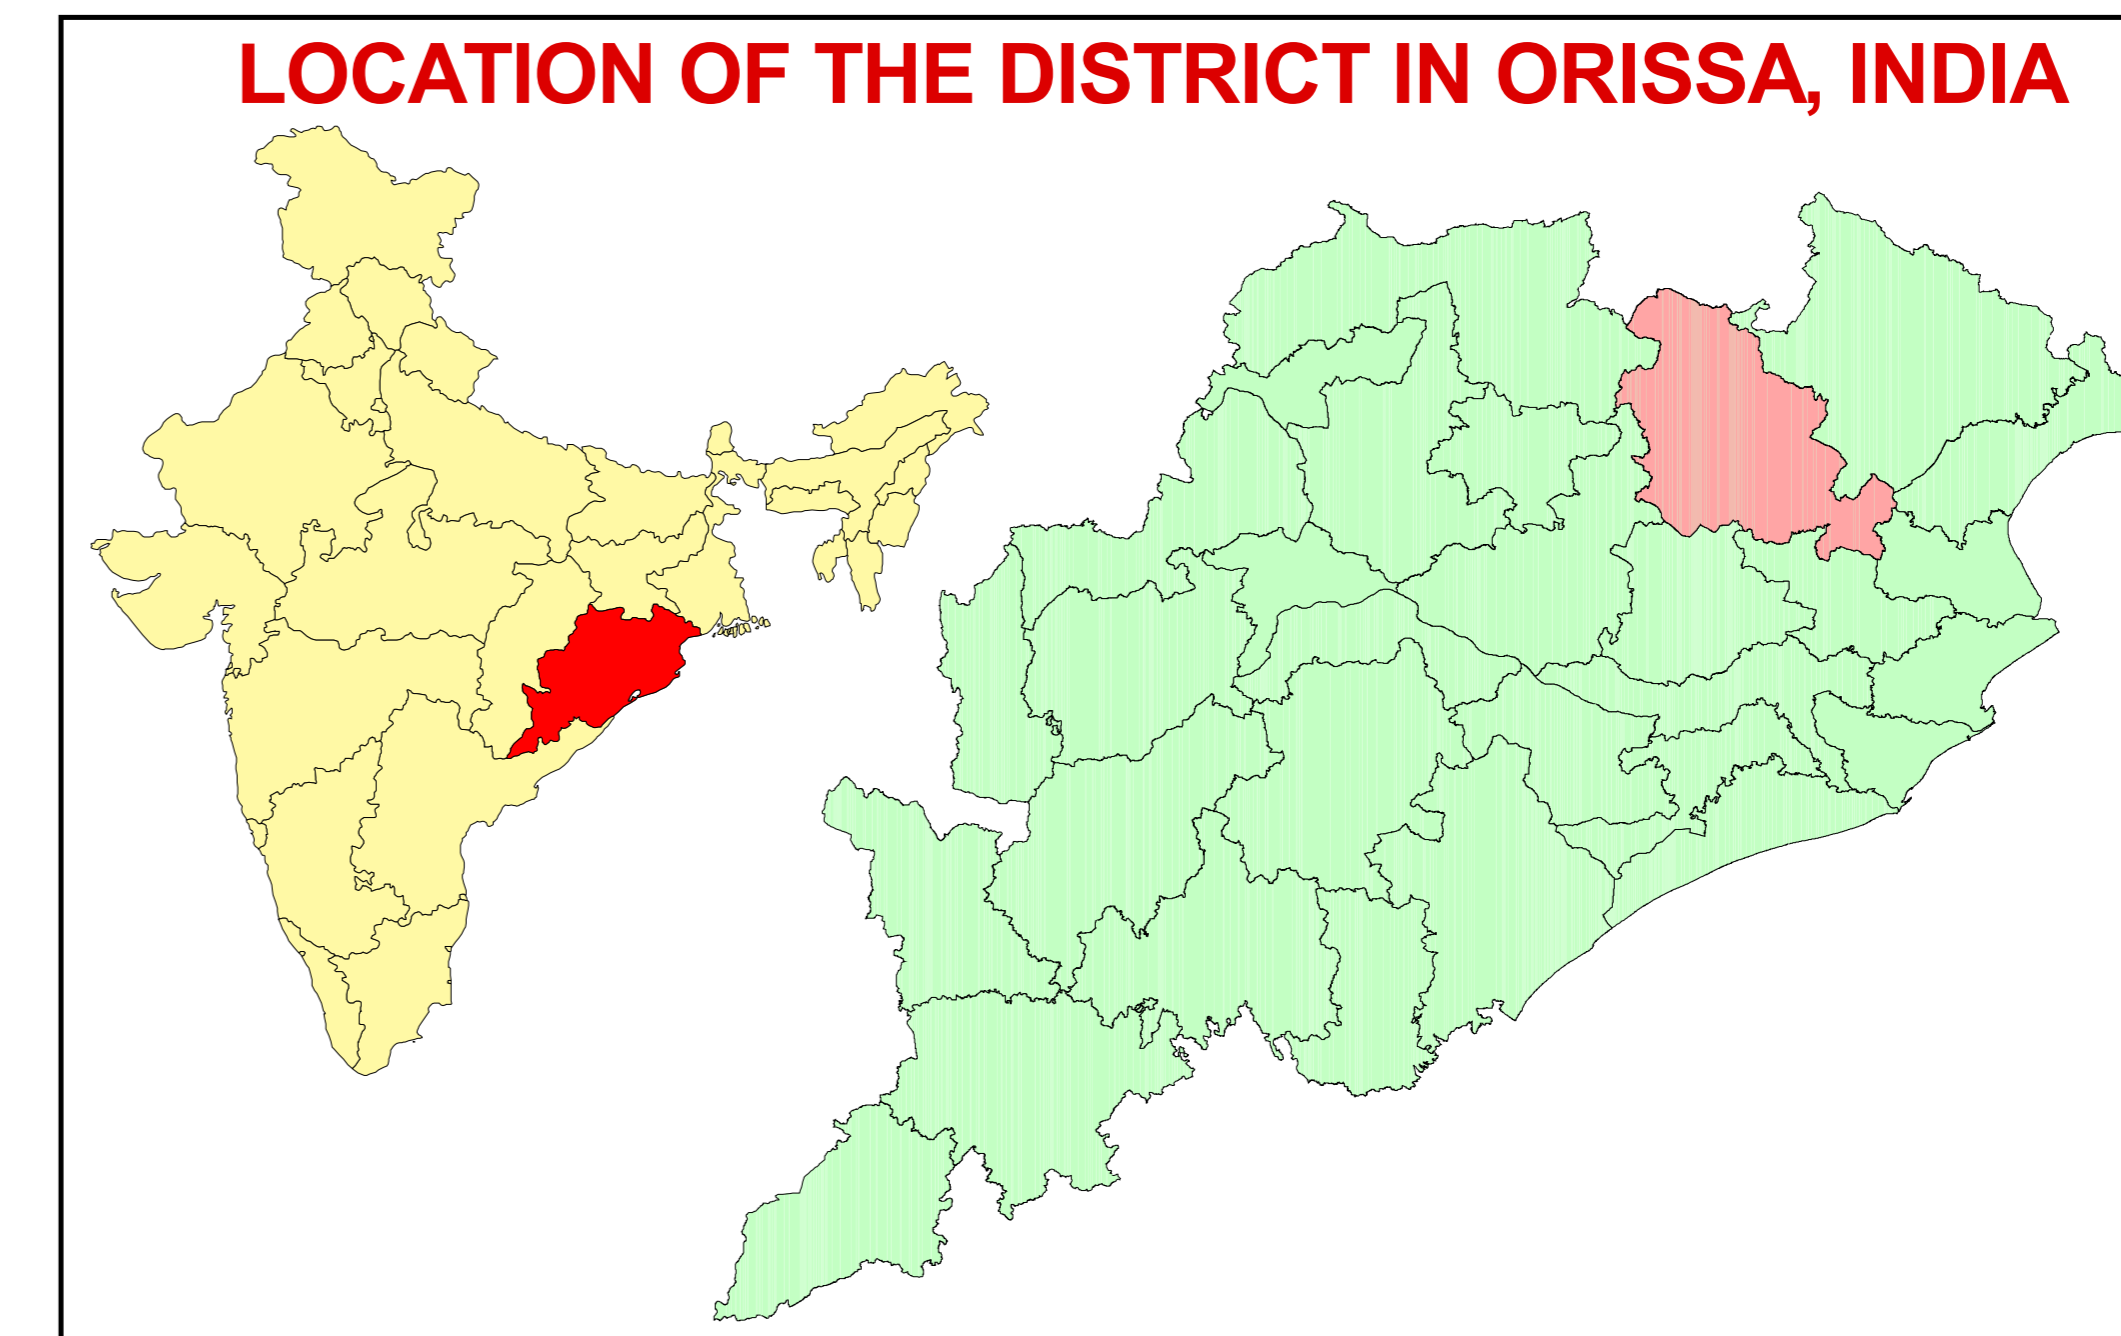 LOCATION OF THE DISTRICT IN ORISSA, INDIA